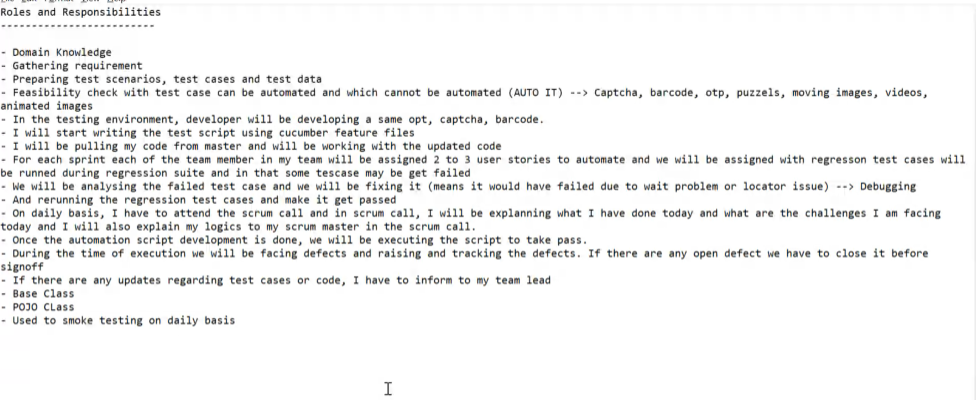 Roles and Responsibilities
-----------------------
- Domain Knowledge
- Gathering requirement
- Preparing test scenarios, test cases and test data
- Feasibility check with test case can be automated and which cannot be automated (AUTO IT) --> Captcha, barcode, otp, puzzels, moving images, videos,
animated images
- In the testing environment, developer will be developing a same opt, captcha, barcode.
- I will start writing the test script using cucumber feature files
- I will be pulling my code from master and will be working with the updated code
- For each sprint each of the team member in my team will be assigned 2 to 3 user stories to automate and we will be assigned with regresson test cases will
be runned during regression suite and in that some tescase may be get failed
- We will be analysing the failed test case and we will be fixing it (means it would have failed due to wait problem or locator issue) --> Debugging
- And rerunning the regression test cases and make it get passed
- On daily basis, I have to attend the scrum call and in scrum call, I will be explanning what I have done today and what are the challenges I am facing
today and I will also explain my logics to my scrum master in the scrum call.
- Once the automation script development is done, we will be executing the script to take pass.
- During the time of execution we will be facing defects and raising and tracking the defects. If there are any open defect we have to close it before
signoff
- If there are any updates regarding test cases or code, I have to inform to my team lead
- Base Class
- POJO CLass
- Used to smoke testing on daily basis